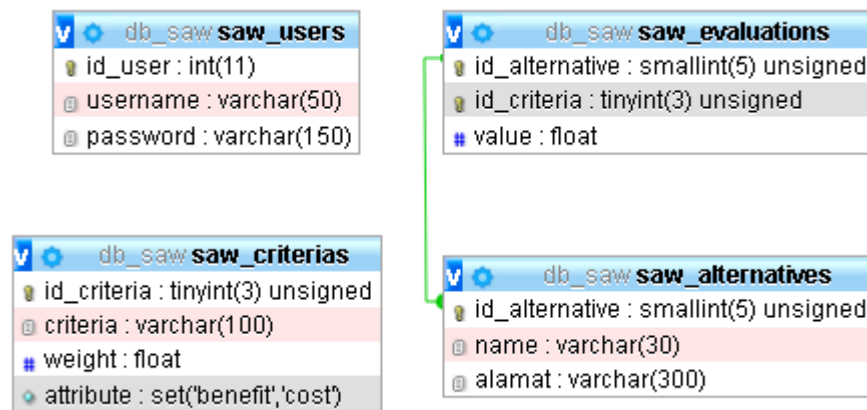 db_saw saw_users
id_user : int(11)
username : varchar(50)
password : varchar(150)
db_saw saw_evaluations
id_alternative : smallint(5) unsigned
id_criteria : tinyint(3) unsigned
# value : float
db_saw saw_criterias
id_criteria : tinyint(3) unsigned
criteria : varchar(100)
# weight : float
attribute : set('benefit','cost')
db_saw saw_alternatives
id_alternative : smallint(5) unsigned
name : varchar(30)
alamat : varchar(300)